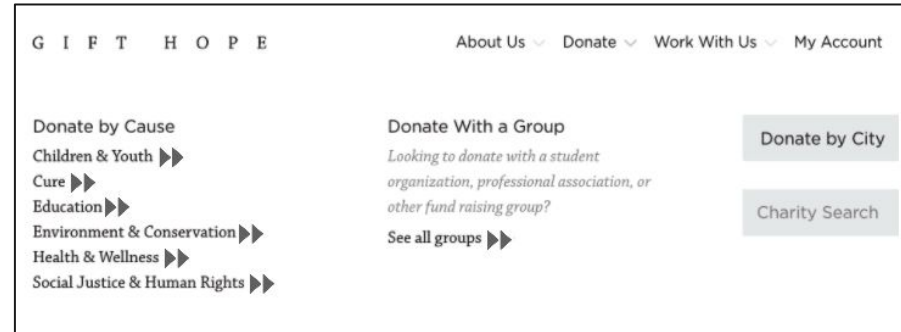 G I F T   H O P E
About Us   Donate   Work With Us   My Account
Donate by Cause
Children & Youth
Cure
Education
Environment & Conservation
Health & Wellness
Social Justice & Human Rights
Donate With a Group
Looking to donate with a student
organization, professional association, or
other fund raising group?
See all groups
Donate by City
Charity Search